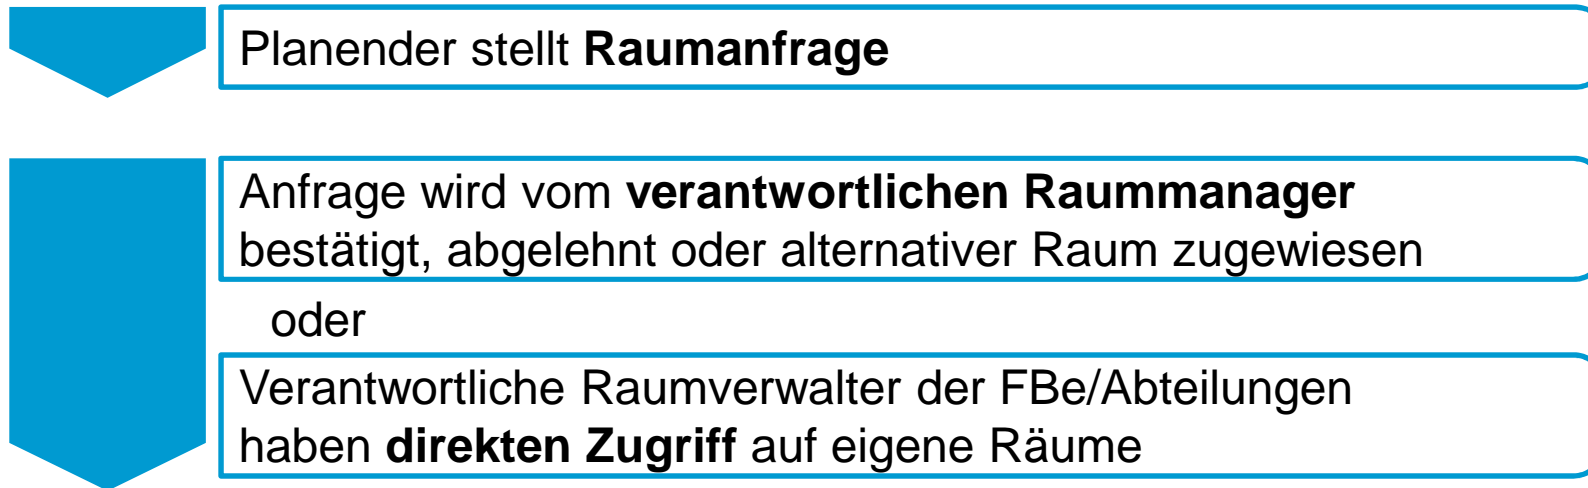 Planender stellt Raumanfrage
Anfrage wird vom verantwortlichen Raummanager
bestätigt, abgelehnt oder alternativer Raum zugewiesen
oder
Verantwortliche Raumverwalter der FBe/Abteilungen
haben direkten Zugriff auf eigene Räume